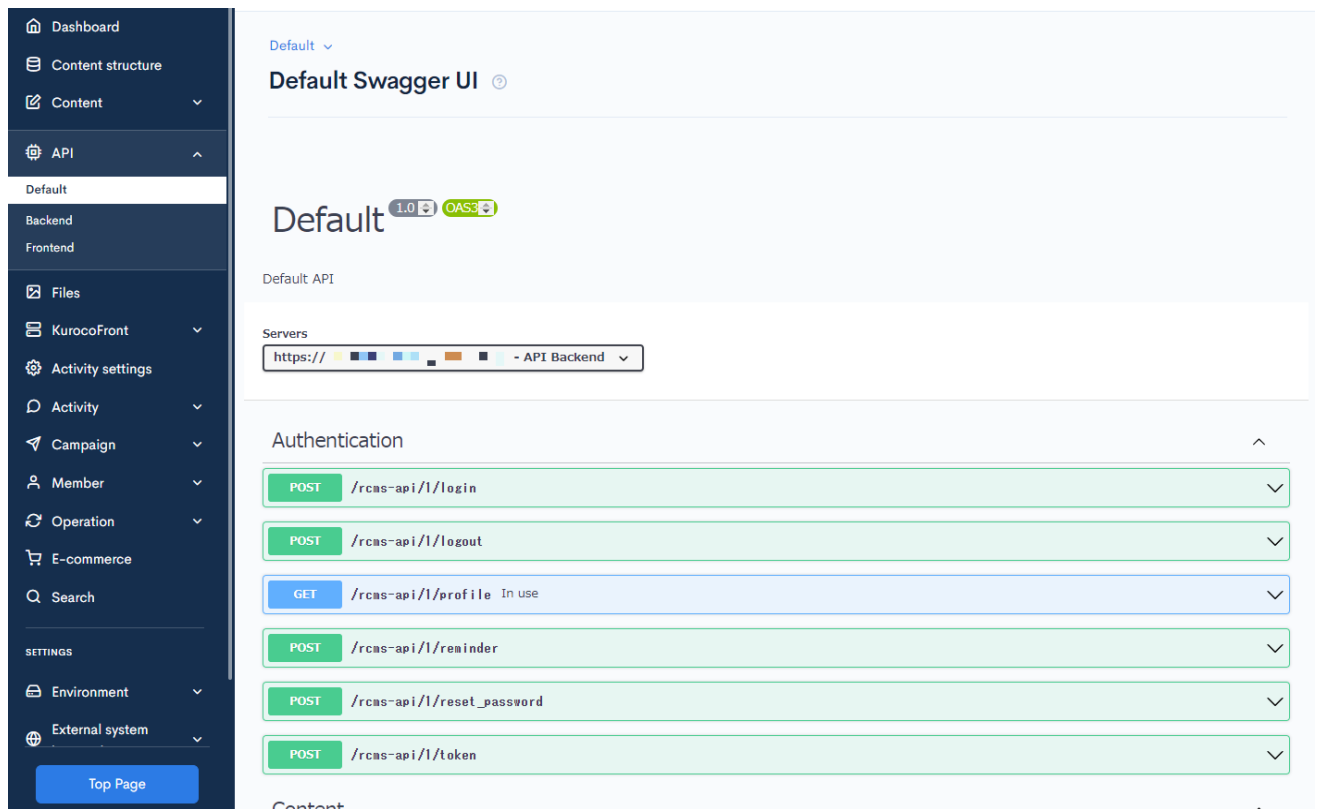 Dashboard
Content structure
Content
API
Default
Backend
Frontend
Files
KurocoFront
Activity settings
Activity
Campaign
Member
Operation
E-commerce
Search
SETTINGS
Environment
External system
Top Page
Default
Default Swagger UI
Default 1.0 OAS3
Default API
Servers
https:// - API Backend
Authentication
POST /rcms-api/1/login
POST /rcms-api/1/logout
GET /rcms-api/1/profile In use
POST /rcms-api/1/reminder
POST /rcms-api/1/reset_password
POST /rcms-api/1/token
Content